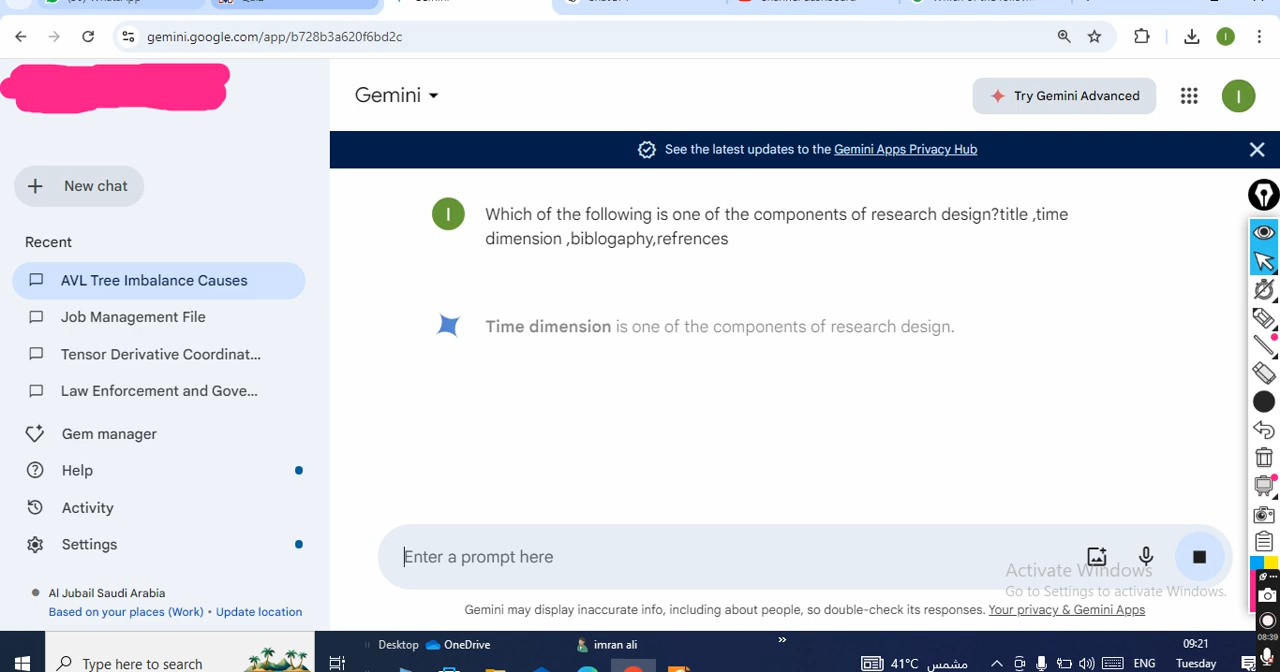 gemini.google.com/app/b728b3a620f6bd2c
Gemini
Try Gemini Advanced
I
See the latest updates to the Gemini Apps Privacy Hub
New chat
Recent
AVL Tree Imbalance Causes
Job Management File
Tensor Derivative Coordinat...
Law Enforcement and Gove...
Gem manager
Help
Activity
Settings
Al Jubail Saudi Arabia
Based on your places (Work) • Update location
I
Which of the following is one of the components of research design?title ,time
dimension ,biblogaphy,refrences
Time dimension is one of the components of research design.
Enter a prompt here
Activate Windows
Go to Settings to activate Windows.
Gemini may display inaccurate info, including about people, so double-check its responses. Your privacy & Gemini Apps
08:39
Type here to search
Desktop
OneDrive
imran ali
»
41°C مشمس
ENG
09:21
Tuesday